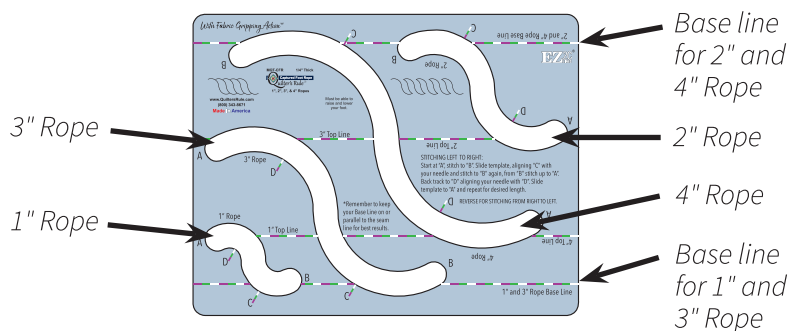 With Fabric Gripping Action™
C
C
2" and 4" Rope Base Line
Base line
for 2" and
4" Rope
B
B
EZ
2" Rope
MQT-CFR 1/4" Thick
Quilter's Rule™
1", 2", 3", & 4" Ropes
www.QuiltersRule.com
(800) 343-8671
Made in America
Must be able to
raise and lower
your foot.
D
A
3" Rope
2" Rope
3" Top Line
2" Top Line
A
3" Rope
D
STITCHING LEFT TO RIGHT:
Start at "A", stitch to "B". Slide template, aligning "C" with
your needle and stitch to "B" again, from "B" stitch up to "A".
Back track to "D" aligning your needle with "D". Slide
template to "A" and repeat for desired length.
4" Rope
D REVERSE FOR STITCHING FROM RIGHT TO LEFT.
*Remember to keep
your Base Line on or
parallel to the seam
line for best results.
A
1" Rope
1" Rope
A
1" Top Line
4" Top Line
D
4" Rope
B
B
C
C
1" and 3" Rope Base Line
Base line
for 1" and
3" Rope